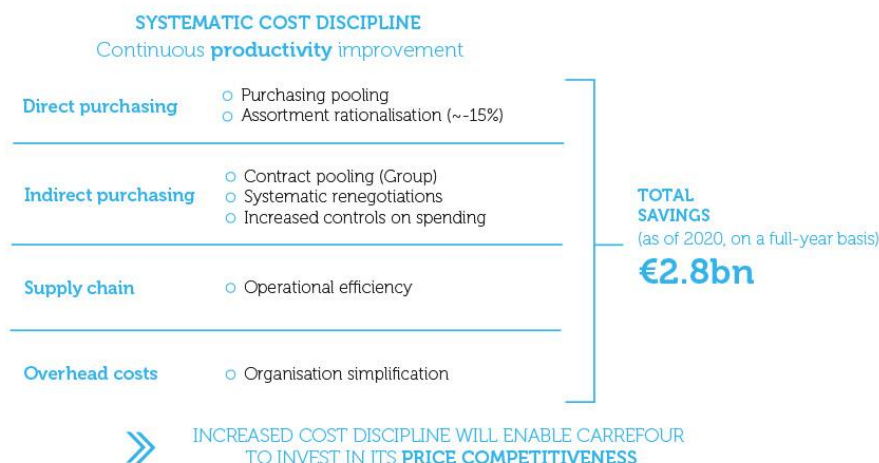 SYSTEMATIC COST DISCIPLINE
Continuous productivity improvement
Direct purchasing
Purchasing pooling
Assortment rationalisation (~-15%)
Indirect purchasing
Contract pooling (Group)
Systematic renegotiations
Increased controls on spending
Supply chain
Operational efficiency
Overhead costs
Organisation simplification
TOTAL
SAVINGS
(as of 2020, on a full-year basis)
€2.8bn
INCREASED COST DISCIPLINE WILL ENABLE CARREFOUR
TO INVEST IN ITS PRICE COMPETITIVENESS